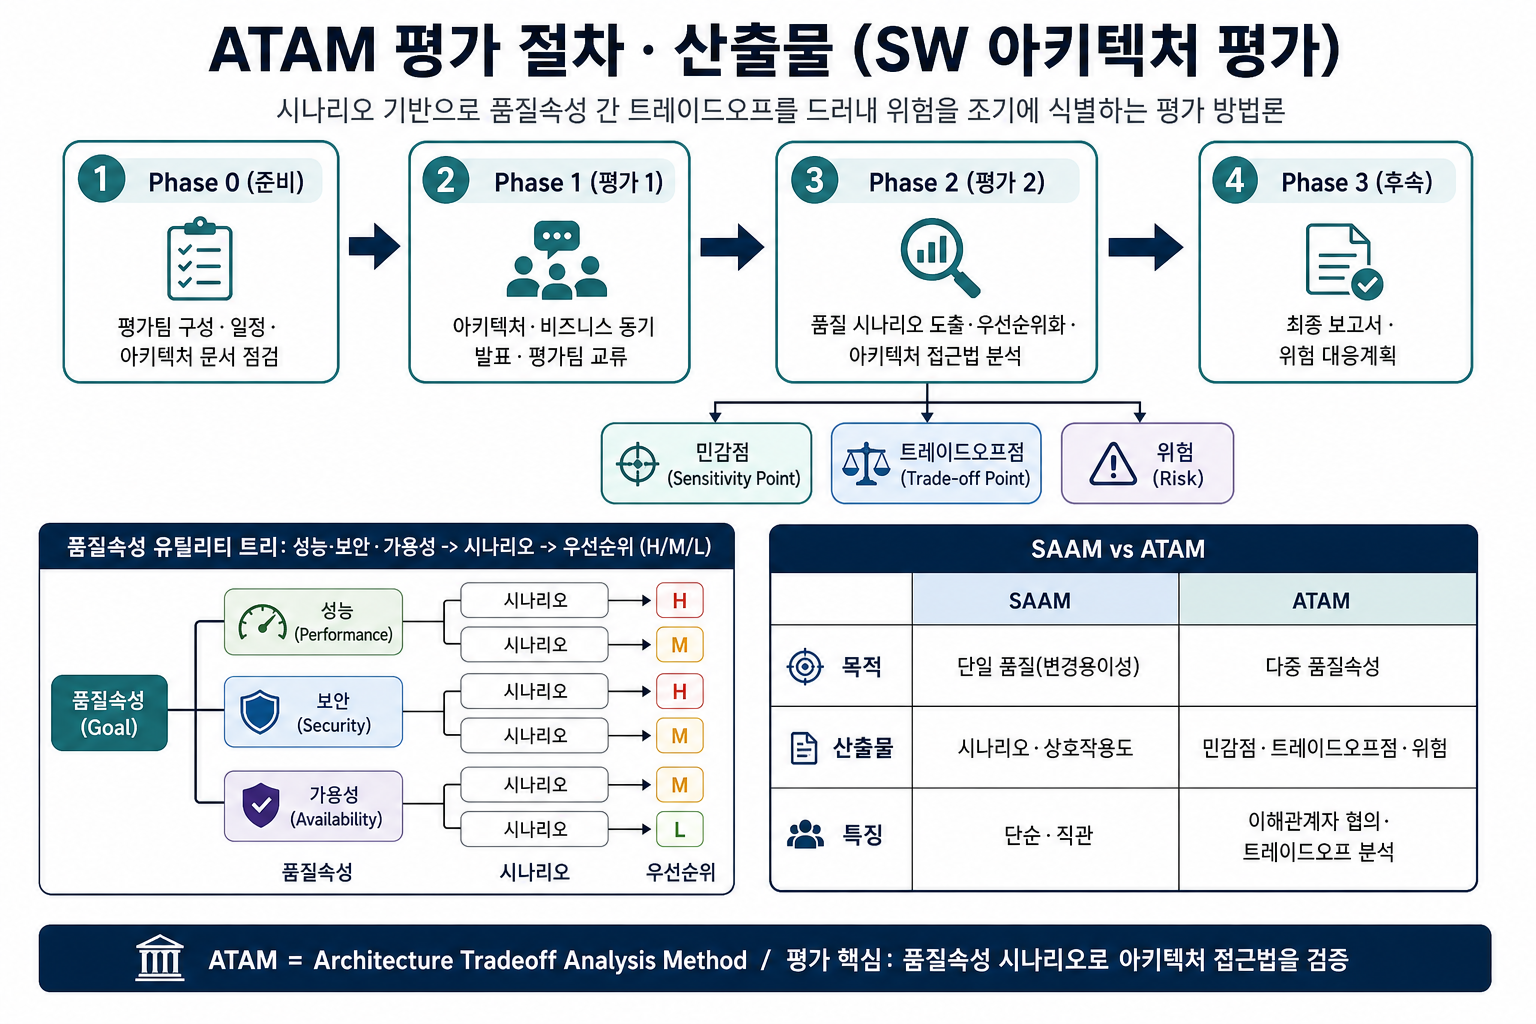 ATAM 평가 절차 · 산출물 (SW 아키텍처 평가)
시나리오 기반으로 품질속성 간 트레이드오프를 드러내 위험을 조기에 식별하는 평가 방법론
1 Phase 0 (준비)
평가팀 구성 · 일정 ·
아키텍처 문서 점검
2 Phase 1 (평가 1)
아키텍처 · 비즈니스 동기
발표 · 평가팀 교류
3 Phase 2 (평가 2)
품질 시나리오 도출 · 우선순위화 ·
아키텍처 접근법 분석
4 Phase 3 (후속)
최종 보고서 ·
위험 대응계획
민감점
(Sensitivity Point)
트레이드오프점
(Trade-off Point)
위험
(Risk)
품질속성 유틸리티 트리: 성능·보안 · 가용성 -> 시나리오 -> 우선순위 (H/M/L)
품질속성
(Goal)
성능
(Performance)
시나리오 H
시나리오 M
보안
(Security)
시나리오 H
시나리오 M
가용성
(Availability)
시나리오 M
시나리오 L
품질속성 시나리오 우선순위
SAAM vs ATAM
SAAM ATAM
목적 단일 품질(변경용이성) 다중 품질속성
산출물 시나리오 · 상호작용도 민감점 · 트레이드오프점 · 위험
특징 단순 · 직관 이해관계자 협의 ·
트레이드오프 분석
ATAM = Architecture Tradeoff Analysis Method / 평가 핵심 : 품질속성 시나리오로 아키텍처 접근법을 검증